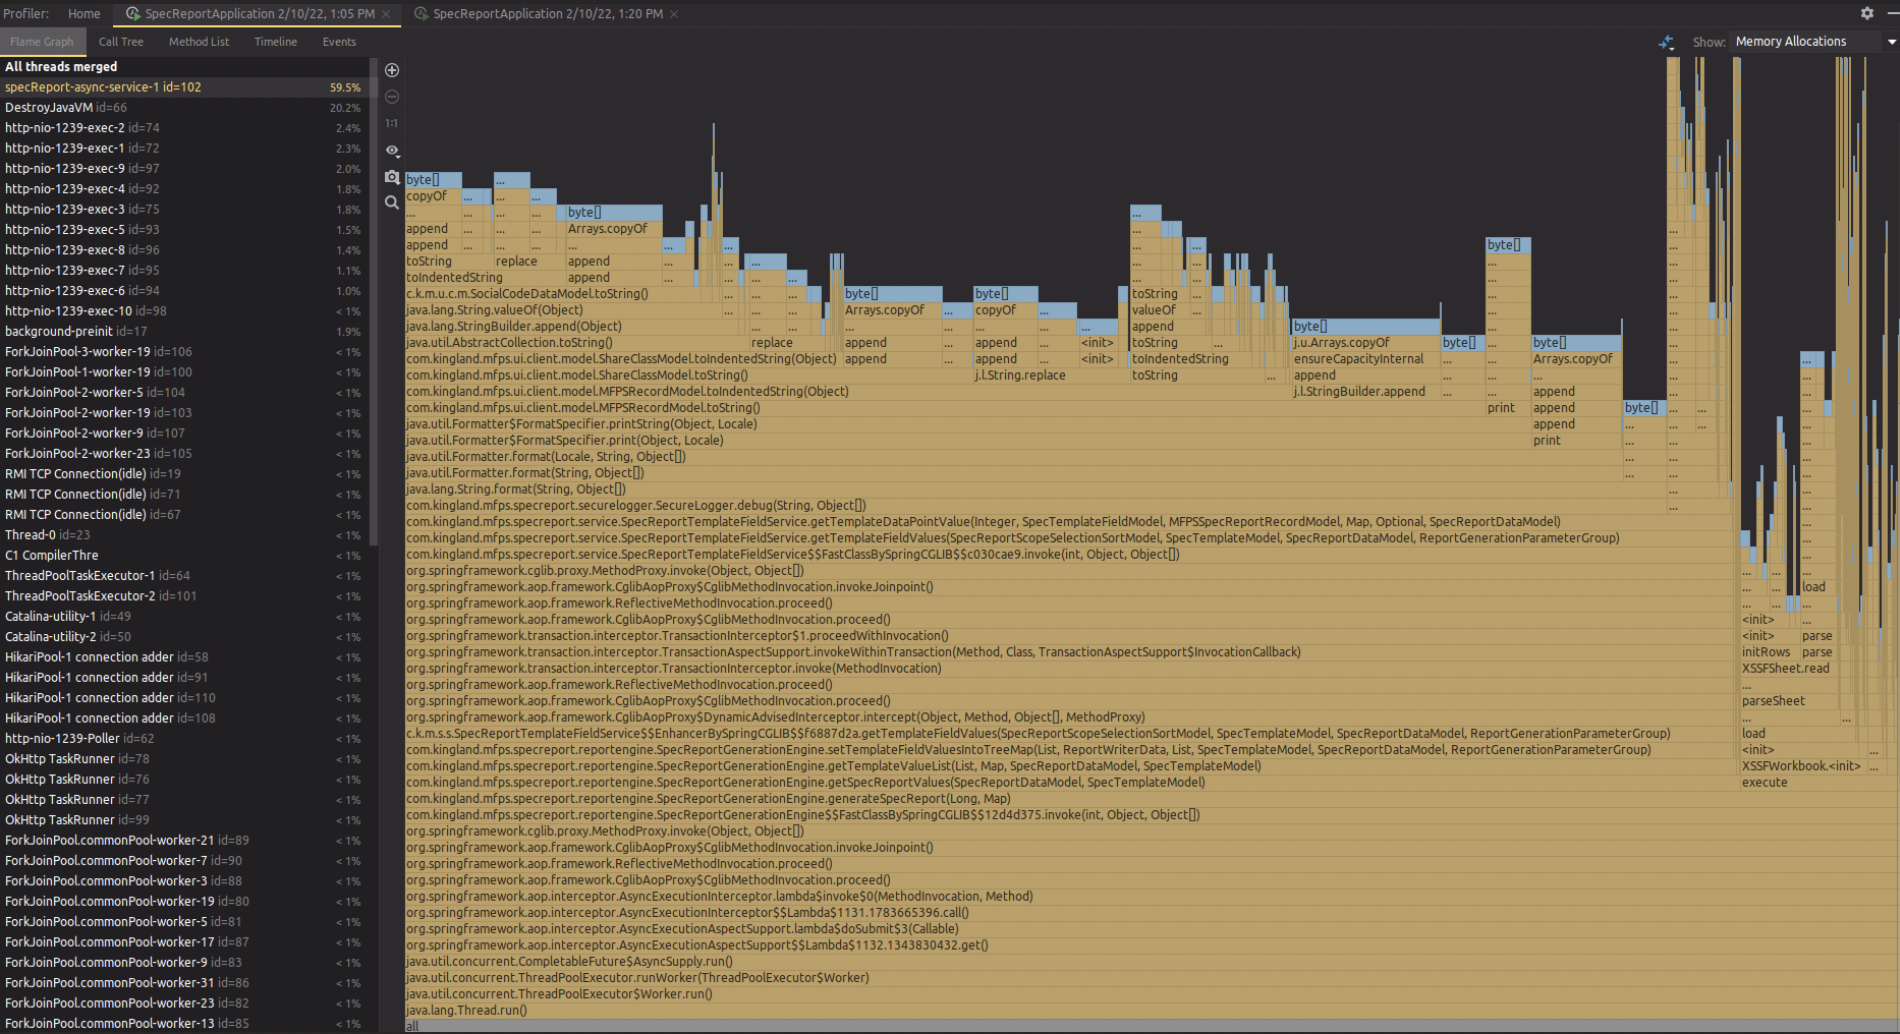 Profiler: Home SpecReportApplication 2/10/22, 1:05 PM SpecReportApplication 2/10/22, 1:20 PM
Flame Graph Call Tree Method List Timeline Events Show: Memory Allocations
All threads merged
specReport-async-service-1 id=102 59.5%
DestroyJavaVM id=66 20.2%
http-nio-1239-exec-2 id=74 2.4%
http-nio-1239-exec-1 id=72 2.3%
http-nio-1239-exec-9 id=97 2.0%
http-nio-1239-exec-4 id=92 1.8%
http-nio-1239-exec-3 id=75 1.8%
http-nio-1239-exec-5 id=93 1.5%
http-nio-1239-exec-8 id=96 1.4%
http-nio-1239-exec-7 id=95 1.1%
http-nio-1239-exec-6 id=94 1.0%
http-nio-1239-exec-10 id=98 < 1%
background-preinit id=17 1.9%
ForkJoinPool-3-worker-19 id=106 < 1%
ForkJoinPool-1-worker-19 id=100 < 1%
ForkJoinPool-2-worker-5 id=104 < 1%
ForkJoinPool-2-worker-19 id=103 < 1%
ForkJoinPool-2-worker-9 id=107 < 1%
ForkJoinPool-2-worker-23 id=105 < 1%
RMI TCP Connection(idle) id=19 < 1%
RMI TCP Connection(idle) id=71 < 1%
RMI TCP Connection(idle) id=67 < 1%
Thread-0 id=23 < 1%
C1 CompilerThre < 1%
ThreadPoolTaskExecutor-1 id=64 < 1%
ThreadPoolTaskExecutor-2 id=101 < 1%
Catalina-utility-1 id=49 < 1%
Catalina-utility-2 id=50 < 1%
HikariPool-1 connection adder id=58 < 1%
HikariPool-1 connection adder id=91 < 1%
HikariPool-1 connection adder id=110 < 1%
HikariPool-1 connection adder id=108 < 1%
http-nio-1239-Poller id=62 < 1%
OkHttp TaskRunner id=78 < 1%
OkHttp TaskRunner id=76 < 1%
OkHttp TaskRunner id=77 < 1%
OkHttp TaskRunner id=99 < 1%
ForkJoinPool.commonPool-worker-21 id=89 < 1%
ForkJoinPool.commonPool-worker-7 id=90 < 1%
ForkJoinPool.commonPool-worker-3 id=88 < 1%
ForkJoinPool.commonPool-worker-19 id=80 < 1%
ForkJoinPool.commonPool-worker-5 id=81 < 1%
ForkJoinPool.commonPool-worker-17 id=87 < 1%
ForkJoinPool.commonPool-worker-9 id=83 < 1%
ForkJoinPool.commonPool-worker-31 id=86 < 1%
ForkJoinPool.commonPool-worker-23 id=82 < 1%
ForkJoinPool.commonPool-worker-13 id=85 < 1%
1:1
byte[] ...
copyOf ... ... ...
... ... ... ... byte[] ...
append ... ... ... Arrays.copyOf ... ...
append ... ... ... ... ... ... ... ... byte[]
toString replace append ... ... ... ... ...
toIndentedString append ... ... ... ... ...
c.k.m.u.c.m.SocialCodeDataModel.toString() ... ... ... byte[] byte[] toString ... ...
java.lang.String.valueOf(Object) ... ... ... Arrays.copyOf ... copyOf ... valueOf ... ...
java.lang.StringBuilder.append(Object) ... ... ... ... ... ... ... append byte[] ...
java.util.AbstractCollection.toString() replace append ... append ... <init> toString ... j.u.Arrays.copyOf byte[] ... byte[]
com.kingland.mfps.ui.client.model.ShareClassModel.toIndentedString(Object) append ... append ... <init> toIndentedString ensureCapacityInternal ... ... Arrays.copyOf ...
com.kingland.mfps.ui.client.model.ShareClassModel.toString() j.l.String.replace toString ... append ... ... ...
com.kingland.mfps.ui.client.model.MFPSRecordModel.toIndentedString(Object) j.l.StringBuilder.append ... ... append
com.kingland.mfps.ui.client.model.MFPSRecordModel.toString() print append byte[] ... ...
java.util.Formatter$FormatSpecifier.printString(Object, Locale) append ... ... ...
java.util.Formatter$FormatSpecifier.print(Object, Locale) print ... ...
java.util.Formatter.format(Locale, String, Object[]) ... ...
java.util.Formatter.format(String, Object[]) ... ...
java.lang.String.format(String, Object[]) ...
com.kingland.mfps.specreport.securelogger.SecureLogger.debug(String, Object[]) ...
com.kingland.mfps.specreport.service.SpecReportTemplateFieldService.getTemplateDataPointValue(Integer, SpecTemplateFieldModel, MFPSSpecReportRecordModel, Map, Optional, SpecReportDataModel)
com.kingland.mfps.specreport.service.SpecReportTemplateFieldService.getTemplateFieldValues(SpecReportScopeSelectionSortModel, SpecTemplateModel, SpecReportDataModel, ReportGenerationParameterGroup)
com.kingland.mfps.specreport.service.SpecReportTemplateFieldService$$FastClassBySpringCGLIB$$c030cae9.invoke(int, Object, Object[])
org.springframework.cglib.proxy.MethodProxy.invoke(Object, Object[]) ... ... ...
org.springframework.aop.framework.CglibAopProxy$CglibMethodInvocation.invokeJoinpoint() ... ... load
org.springframework.aop.framework.ReflectiveMethodInvocation.proceed() ... ... ...
org.springframework.aop.framework.CglibAopProxy$CglibMethodInvocation.proceed() <init> ...
org.springframework.transaction.interceptor.TransactionInterceptor$1.proceedWithInvocation() <init> parse
org.springframework.transaction.interceptor.TransactionAspectSupport.invokeWithinTransaction(Method, Class, TransactionAspectSupport$InvocationCallback) initRows parse
org.springframework.transaction.interceptor.TransactionInterceptor.invoke(MethodInvocation) XSSFSheet.read
org.springframework.aop.framework.ReflectiveMethodInvocation.proceed() ...
org.springframework.aop.framework.CglibAopProxy$CglibMethodInvocation.proceed() parseSheet
org.springframework.aop.framework.CglibAopProxy$DynamicAdvisedInterceptor.intercept(Object, Method, Object[], MethodProxy) ... ...
c.k.m.s.s.SpecReportTemplateFieldService$$EnhancerBySpringCGLIB$$f6887d2a.getTemplateFieldValues(SpecReportScopeSelectionSortModel, SpecTemplateModel, SpecReportDataModel, ReportGenerationParameterGroup) load
com.kingland.mfps.specreport.reportengine.SpecReportGenerationEngine.setTemplateFieldValuesIntoTreeMap(List, ReportWriterData, List, SpecTemplateModel, SpecReportDataModel, ReportGenerationParameterGroup) <init> ...
com.kingland.mfps.specreport.reportengine.SpecReportGenerationEngine.getTemplateValueList(List, Map, SpecReportDataModel, SpecTemplateModel) XSSFWorkbook.<init> ...
com.kingland.mfps.specreport.reportengine.SpecReportGenerationEngine.getSpecReportValues(SpecReportDataModel, SpecTemplateModel) execute
com.kingland.mfps.specreport.reportengine.SpecReportGenerationEngine.generateSpecReport(Long, Map)
com.kingland.mfps.specreport.reportengine.SpecReportGenerationEngine$$FastClassBySpringCGLIB$$12d4d375.invoke(int, Object, Object[])
org.springframework.cglib.proxy.MethodProxy.invoke(Object, Object[])
org.springframework.aop.framework.CglibAopProxy$CglibMethodInvocation.invokeJoinpoint()
org.springframework.aop.framework.ReflectiveMethodInvocation.proceed()
org.springframework.aop.framework.CglibAopProxy$CglibMethodInvocation.proceed()
org.springframework.aop.interceptor.AsyncExecutionInterceptor.lambda$invoke$0(MethodInvocation, Method)
org.springframework.aop.interceptor.AsyncExecutionInterceptor$$Lambda$1131.1783665396.call()
org.springframework.aop.interceptor.AsyncExecutionAspectSupport.lambda$doSubmit$3(Callable)
org.springframework.aop.interceptor.AsyncExecutionAspectSupport$$Lambda$1132.1343830432.get()
java.util.concurrent.CompletableFuture$AsyncSupply.run()
java.util.concurrent.ThreadPoolExecutor.runWorker(ThreadPoolExecutor$Worker)
java.util.concurrent.ThreadPoolExecutor$Worker.run()
java.lang.Thread.run()
all